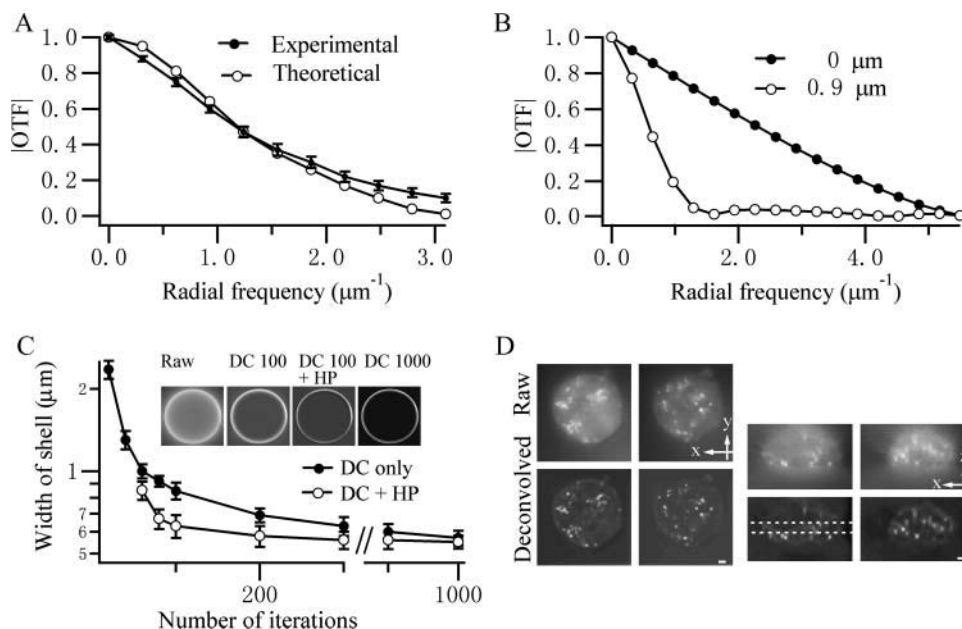 A
1.0
0.8
0.6
0.4
0.2
0.0
|OTF|
Experimental
Theoretical
0.0 1.0 2.0 3.0
Radial frequency (μm⁻¹)
B
1.0
0.8
0.6
0.4
0.2
0.0
|OTF|
0 μm
0.9 μm
0.0 2.0 4.0
Radial frequency (μm⁻¹)
C
Raw DC 100 DC 100 DC 1000
+ HP
2
1
7
6
5
Width of shell (μm)
DC only
DC + HP
200 1000
Number of iterations
D
Raw
Deconvolved
y
x
x